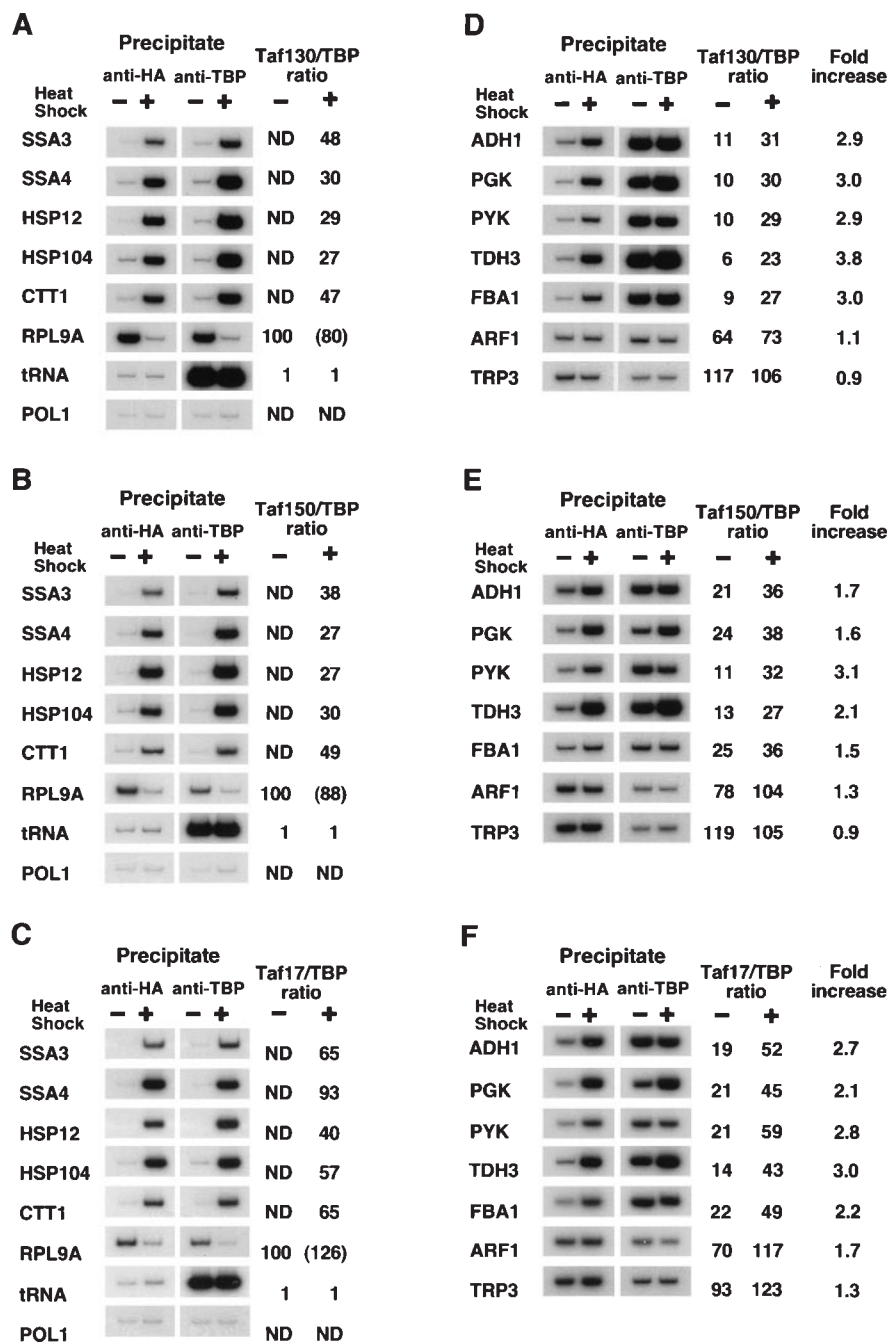 A
Precipitate
anti-HA anti-TBP Taf130/TBP ratio
Heat Shock − + − + − +
SSA3 ND 48
SSA4 ND 30
HSP12 ND 29
HSP104 ND 27
CTT1 ND 47
RPL9A 100 (80)
tRNA 1 1
POL1 ND ND
B
Precipitate
anti-HA anti-TBP Taf150/TBP ratio
Heat Shock − + − + − +
SSA3 ND 38
SSA4 ND 27
HSP12 ND 27
HSP104 ND 30
CTT1 ND 49
RPL9A 100 (88)
tRNA 1 1
POL1 ND ND
C
Precipitate
anti-HA anti-TBP Taf17/TBP ratio
Heat Shock − + − + − +
SSA3 ND 65
SSA4 ND 93
HSP12 ND 40
HSP104 ND 57
CTT1 ND 65
RPL9A 100 (126)
tRNA 1 1
POL1 ND ND
D
Precipitate
anti-HA anti-TBP Taf130/TBP ratio Fold increase
Heat Shock − + − + − +
ADH1 11 31 2.9
PGK 10 30 3.0
PYK 10 29 2.9
TDH3 6 23 3.8
FBA1 9 27 3.0
ARF1 64 73 1.1
TRP3 117 106 0.9
E
Precipitate
anti-HA anti-TBP Taf150/TBP ratio Fold increase
Heat Shock − + − + − +
ADH1 21 36 1.7
PGK 24 38 1.6
PYK 11 32 3.1
TDH3 13 27 2.1
FBA1 25 36 1.5
ARF1 78 104 1.3
TRP3 119 105 0.9
F
Precipitate
anti-HA anti-TBP Taf17/TBP ratio Fold increase
Heat Shock − + − + − +
ADH1 19 52 2.7
PGK 21 45 2.1
PYK 21 59 2.8
TDH3 14 43 3.0
FBA1 22 49 2.2
ARF1 70 117 1.7
TRP3 93 123 1.3